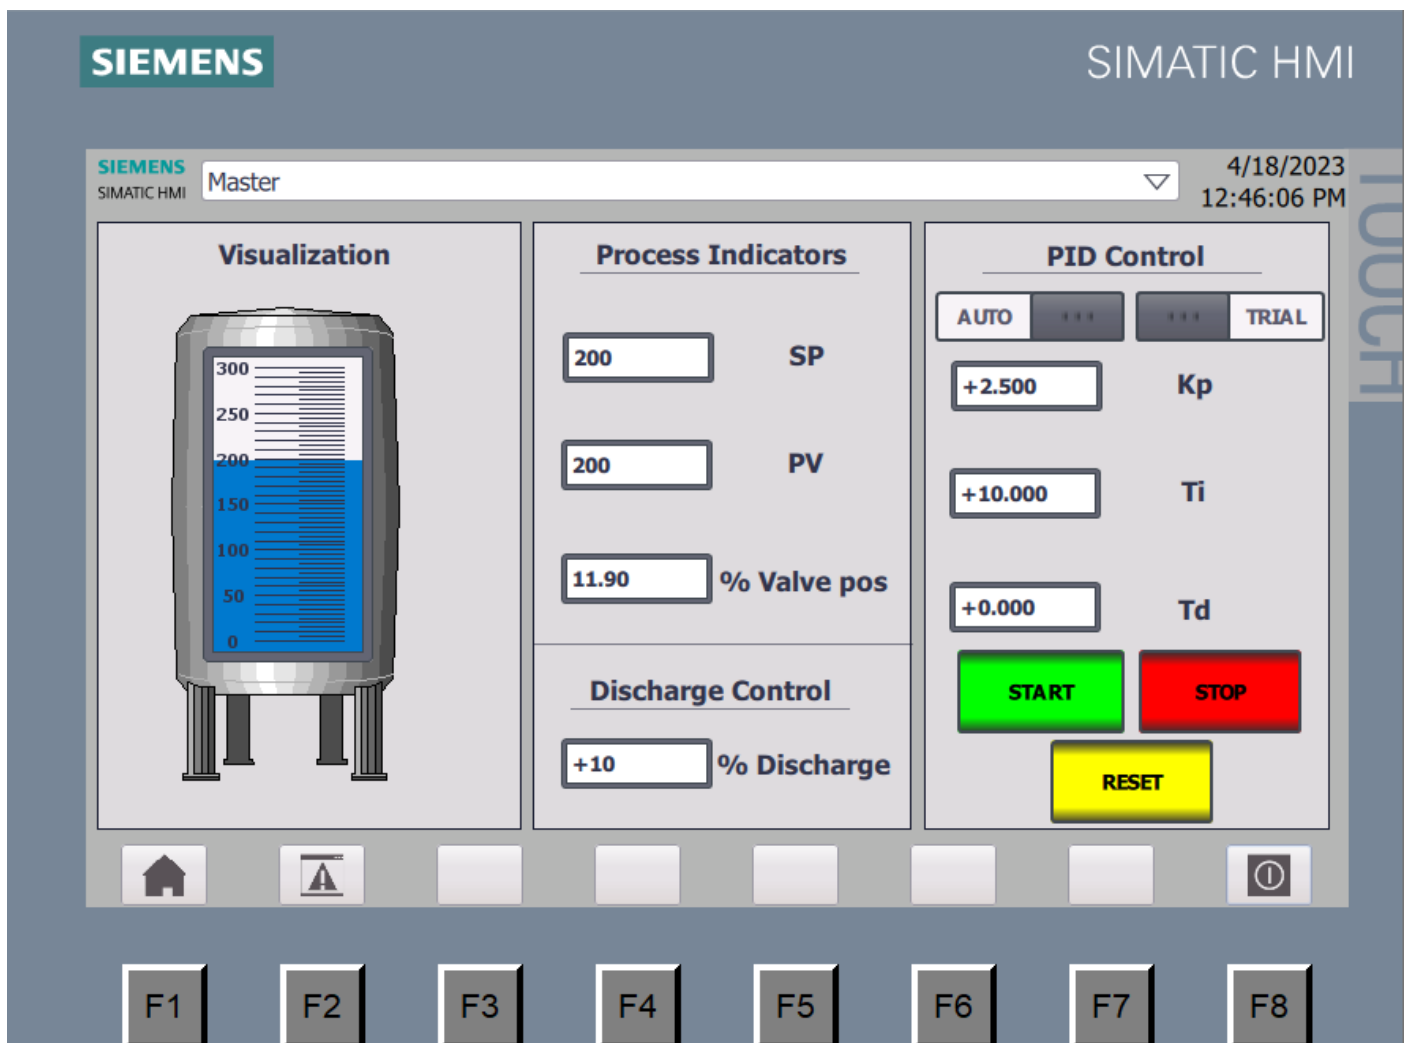 SIEMENS
SIMATIC HMI
TOUCH
SIEMENS
SIMATIC HMI
Master
4/18/2023
12:46:06 PM
Visualization
300
250
200
150
100
50
0
Process Indicators
200 SP
200 PV
11.90 % Valve pos
Discharge Control
+10 % Discharge
PID Control
AUTO
TRIAL
+2.500 Kp
+10.000 Ti
+0.000 Td
START
STOP
RESET
F1 F2 F3 F4 F5 F6 F7 F8